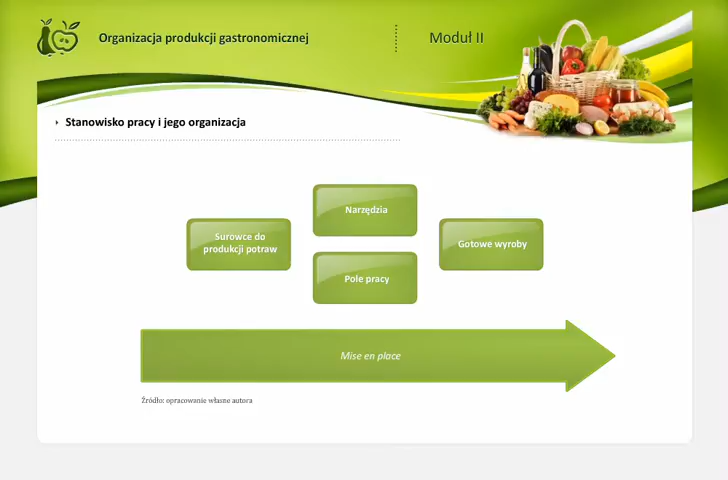 Organizacja produkcji gastronomicznej
Moduł II
Stanowisko pracy i jego organizacja
Narzędzia
Surowce do
produkcji potraw
Gotowe wyroby
Pole pracy
Mise en place
Źródło: opracowanie własne autora